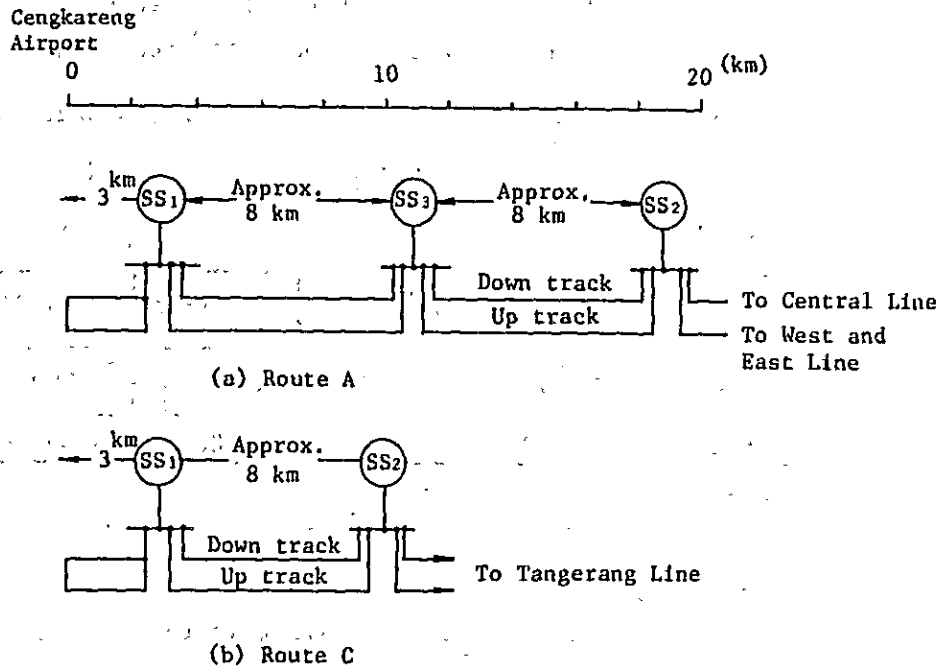 Cengkareng
Airport
0 10 20 (km)
3 km SS1 Approx. 8 km SS3 Approx. 8 km SS2
Down track
Up track
To Central Line
To West and
East Line
(a) Route A
3 km SS1 Approx. 8 km SS2
Down track
Up track
To Tangerang Line
(b) Route C